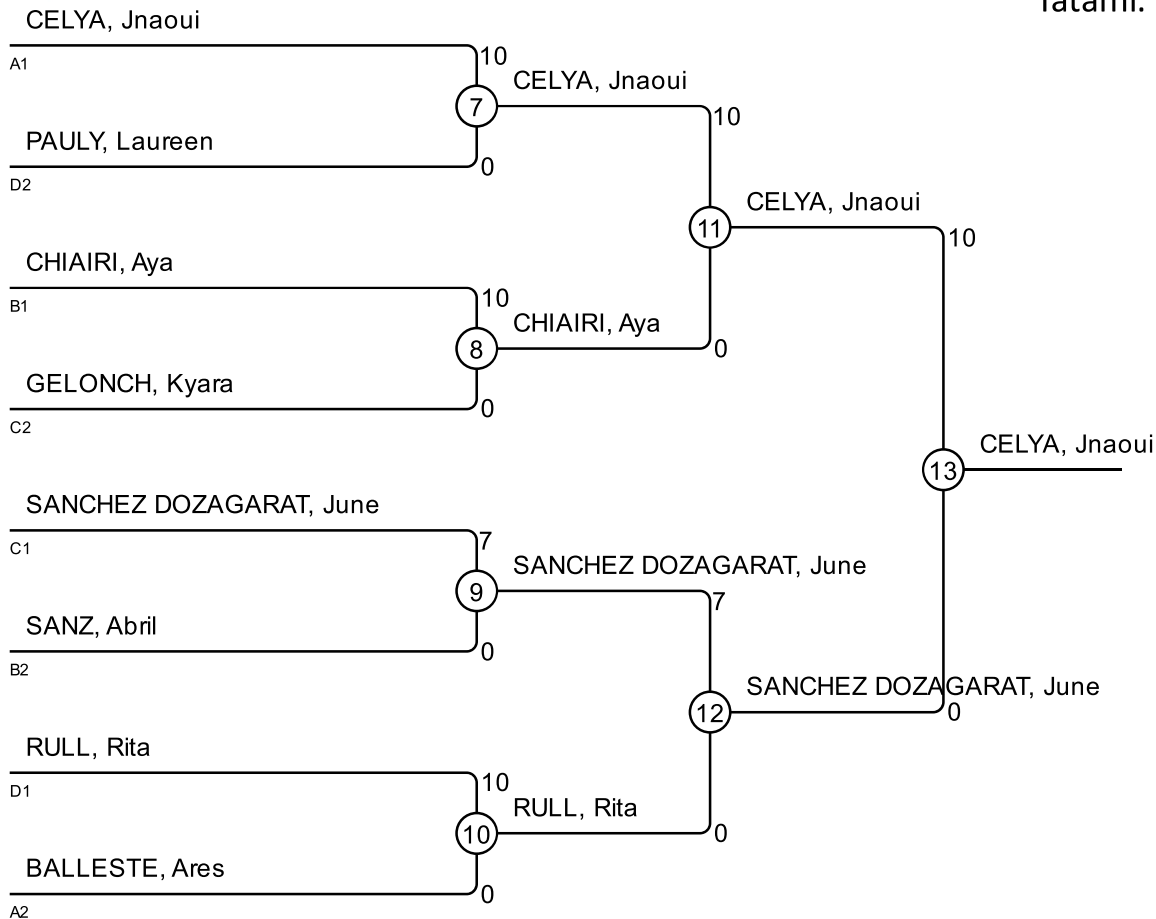 Tatami:
CELYA, Jnaoui
A1
10
7
CELYA, Jnaoui
PAULY, Laureen
D2
0
10
11
CELYA, Jnaoui
10
CHIAIRI, Aya
B1
10
8
CHIAIRI, Aya
0
GELONCH, Kyara
C2
0
13
CELYA, Jnaoui
SANCHEZ DOZAGARAT, June
C1
7
9
SANCHEZ DOZAGARAT, June
7
SANZ, Abril
B2
0
12
SANCHEZ DOZAGARAT, June
0
RULL, Rita
D1
10
10
RULL, Rita
0
BALLESTE, Ares
A2
0